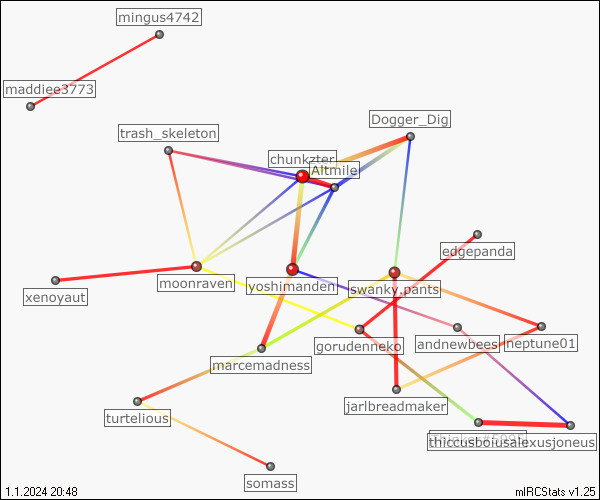 mingus4742
maddiee3773
Dogger_Dig
trash_skeleton
chunkzter
Altmile
edgepanda
moonraven
yoshimanden
swanky.pants
xenoyaut
gorudenneko
andnewbees
neptune01
marcemadness
jarlbreadmaker
turtelious
thiccusboiusalexusjoneus
somass
1.1.2024 20:48
mIRCStats v1.25